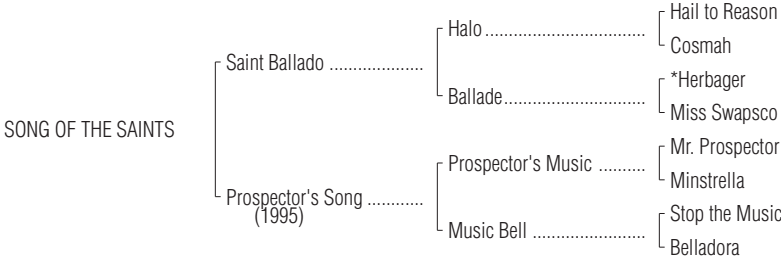 Hail to Reason
Halo ................................
Cosmah
Saint Ballado ....................
*Herbager
Ballade.............................
Miss Swapsco
SONG OF THE SAINTS
Mr. Prospector
Prospector's Music ..........
Minstrella
Prospector's Song ............
(1995)
Stop the Music
Music Bell .......................
Belladora